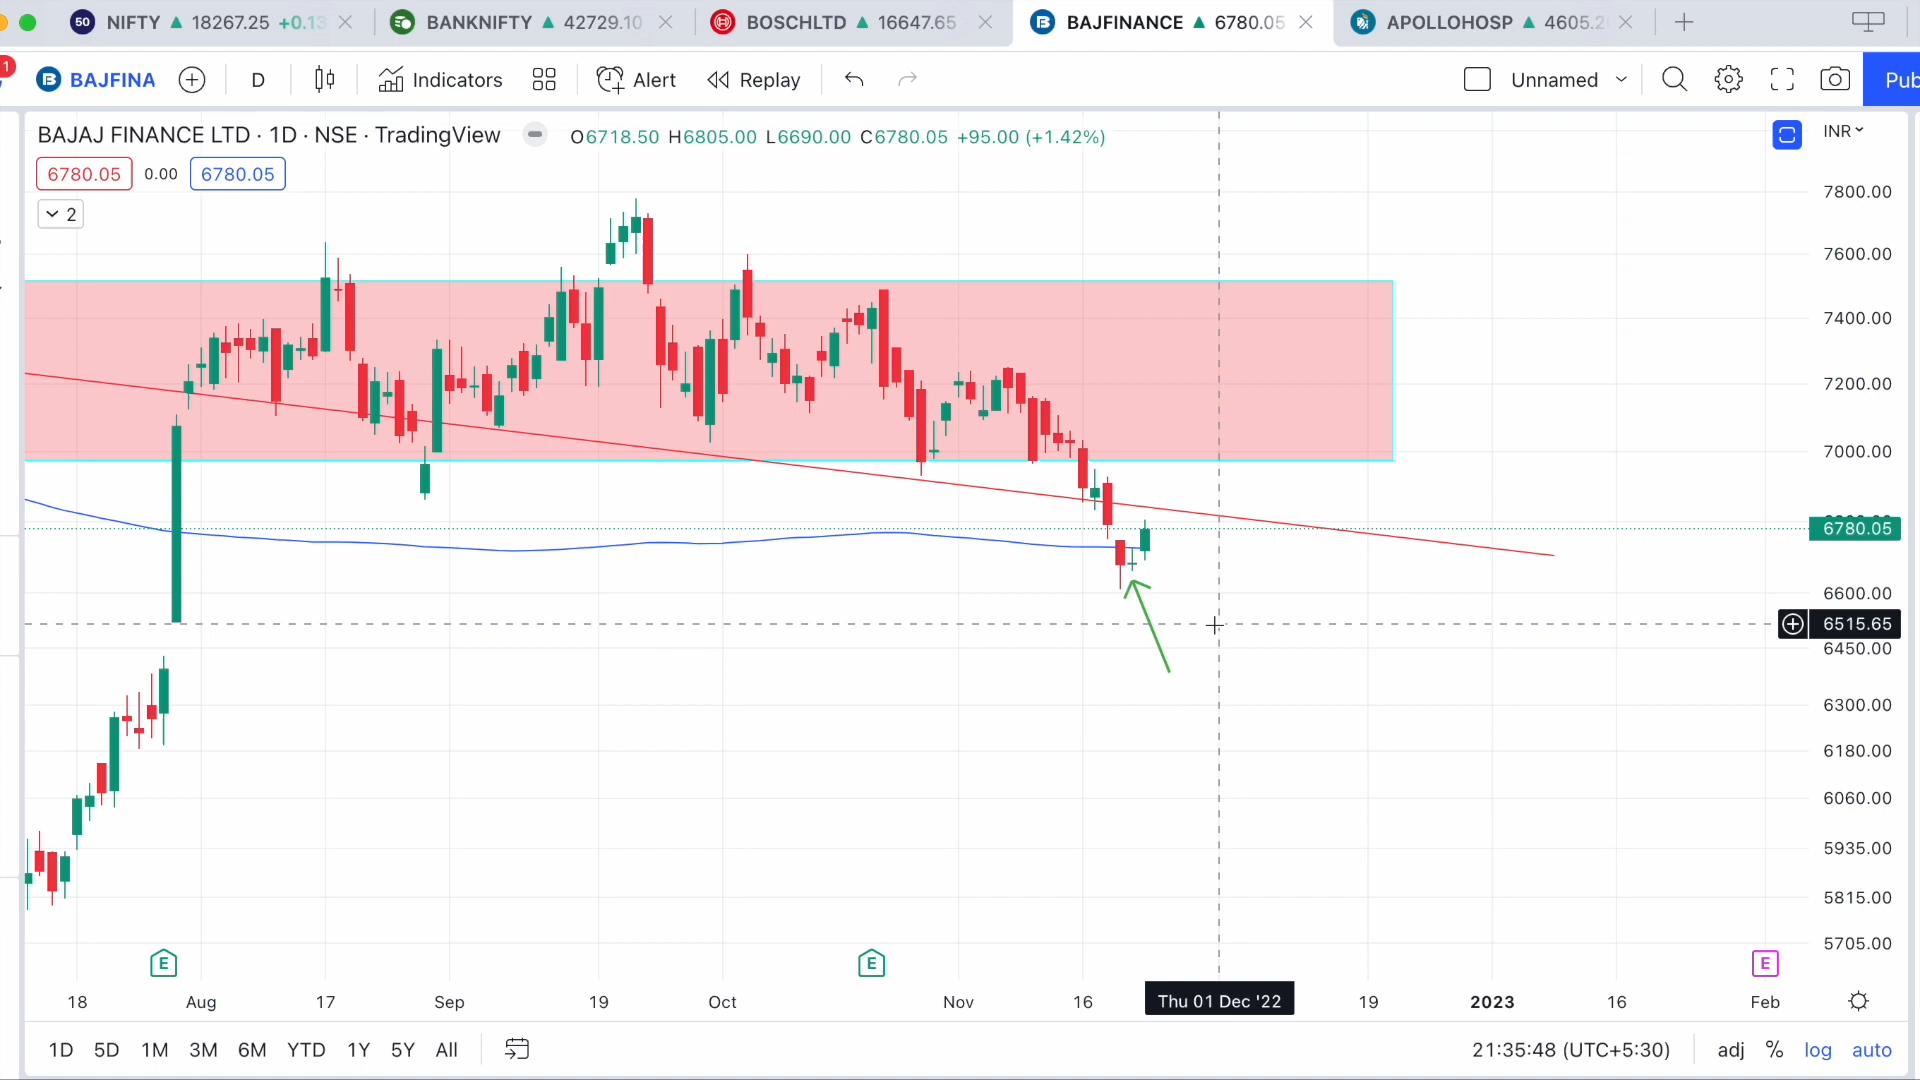 50 NIFTY 18267.25 +0.13 BANKNIFTY 42729.10 BOSCHLTD 16647.65 BAJFINANCE 6780.05 APOLLOHOSP 4605.2
1 BAJFINA D Indicators Alert Replay Unnamed Pub
BAJAJ FINANCE LTD · 1D · NSE · TradingView O6718.50 H6805.00 L6690.00 C6780.05 +95.00 (+1.42%) INR
6780.05 0.00 6780.05
2
7800.00
7600.00
7400.00
7200.00
7000.00
6780.05
6600.00
6515.65
6450.00
6300.00
6180.00
6060.00
5935.00
5815.00
5705.00
E E E
18 Aug 17 Sep 19 Oct Nov 16 Thu 01 Dec '22 19 2023 16 Feb
1D 5D 1M 3M 6M YTD 1Y 5Y All 21:35:48 (UTC+5:30) adj % log auto